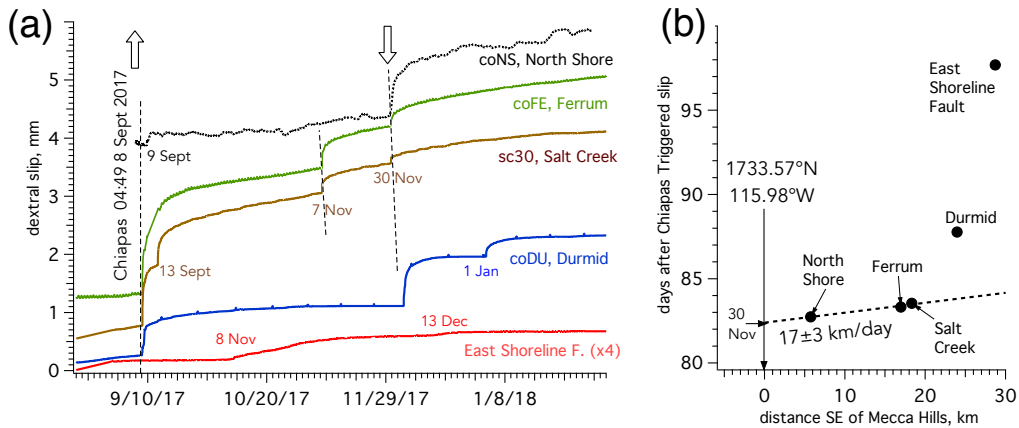 (a)
dextral slip, mm
6
5
4
3
2
1
0
Chiapas 04:49 8 Sept 2017
9 Sept
coNS, North Shore
coFE, Ferrum
sc30, Salt Creek
30 Nov
7 Nov
13 Sept
coDU, Durmid
1 Jan
13 Dec
8 Nov
East Shoreline F. (x4)
9/10/17
10/20/17
11/29/17
1/8/18
(b)
days after Chiapas Triggered slip
95
90
85
80
East
Shoreline
Fault
1733.57°N
115.98°W
Durmid
North
Shore
Ferrum
30
Nov
17±3 km/day
Salt
Creek
0
10
20
30
distance SE of Mecca Hills, km